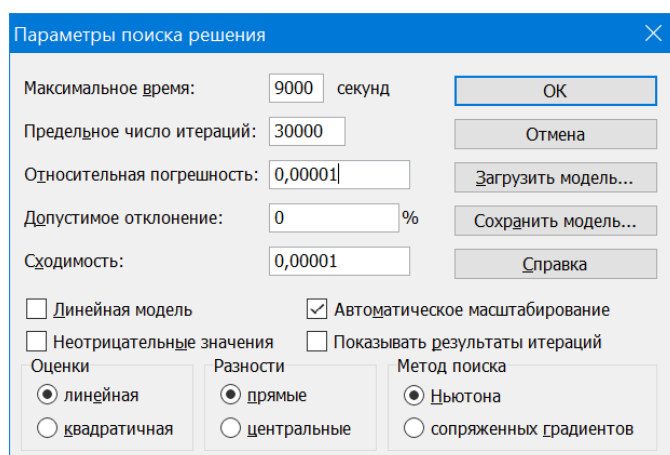 Параметры поиска решения
Максимальное время: 9000 секунд ОК
Предельное число итераций: 30000 Отмена
Относительная погрешность: 0,00001 Загрузить модель...
Допустимое отклонение: 0 % Сохранить модель...
Сходимость: 0,00001 Справка
Линейная модель Автоматическое масштабирование
Неотрицательные значения Показывать результаты итераций
Оценки Разности Метод поиска
линейная прямые Ньютона
квадратичная центральные сопряженных градиентов